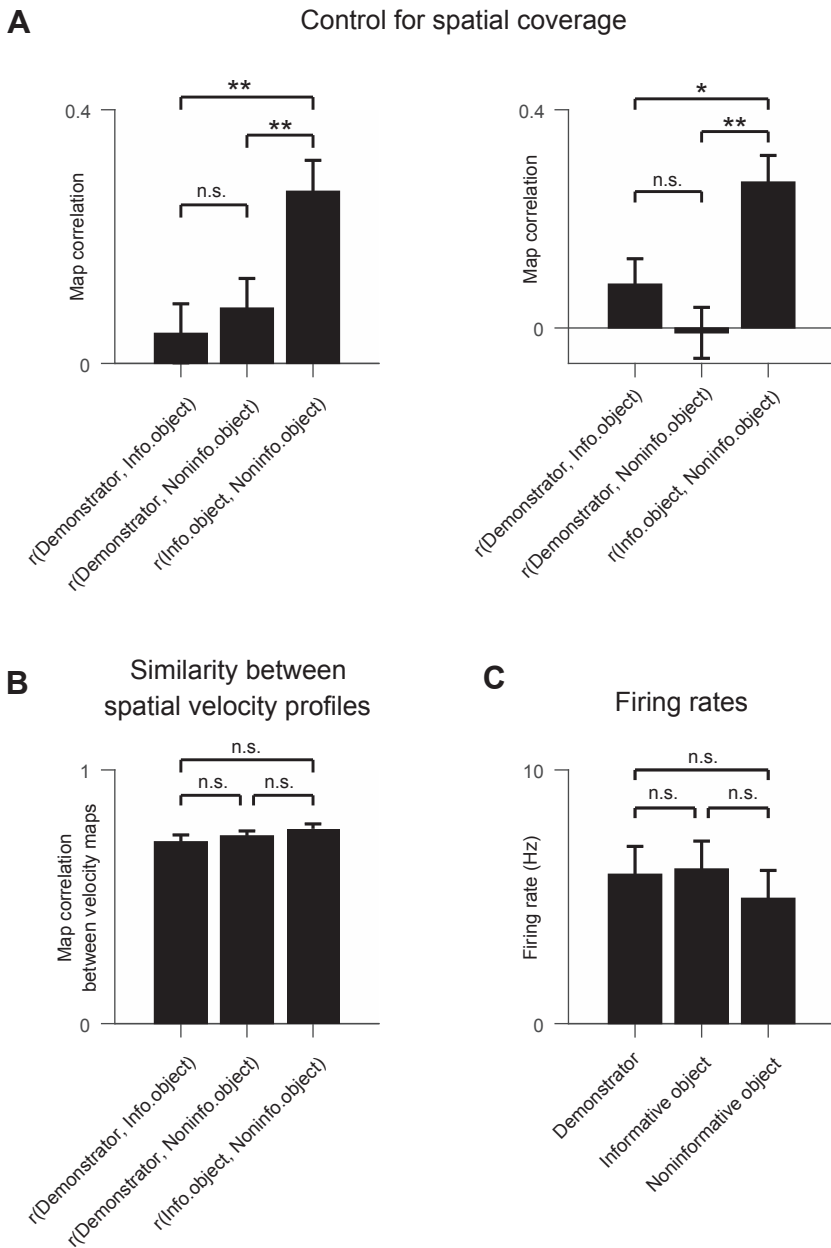 A
Control for spatial coverage
**
**
n.s.
0.4
0
Map correlation
r(Demonstrator, Info.object)
r(Demonstrator, Noninfo.object)
r(Info.object, Noninfo.object)
*
**
n.s.
0.4
0
Map correlation
r(Demonstrator, Info.object)
r(Demonstrator, Noninfo.object)
r(Info.object, Noninfo.object)
B
Similarity between
spatial velocity profiles
n.s.
n.s.
n.s.
1
0
Map correlation
between velocity maps
r(Demonstrator, Info.object)
r(Demonstrator, Noninfo.object)
r(Info.object, Noninfo.object)
C
Firing rates
n.s.
n.s.
n.s.
10
0
Firing rate (Hz)
Demonstrator
Informative object
Noninformative object